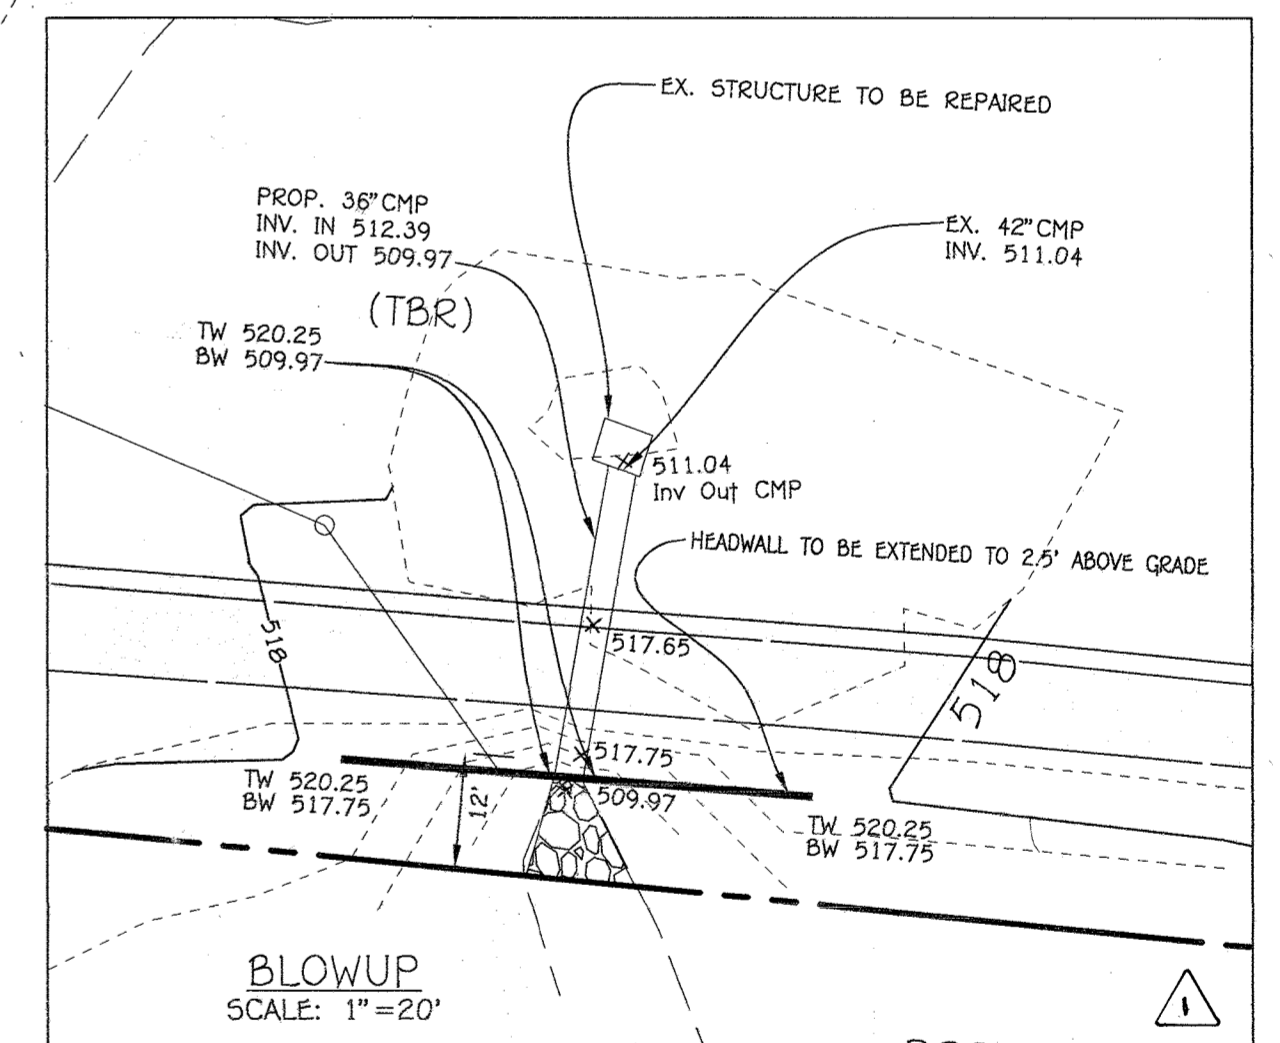 EX. STRUCTURE TO BE REPAIRED
PROP. 36"CMP
INV. IN 512.39
INV. OUT 509.97
EX. 42"CMP
INV. 511.04
(TBR)
TW 520.25
BW 509.97
511.04
Inv Out CMP
HEADWALL TO BE EXTENDED TO 2.5' ABOVE GRADE
518
517.65
518
517.75
TW 520.25
BW 517.75
12'
509.97
TW 520.25
BW 517.75
BLOWUP
SCALE: 1"=20'
1